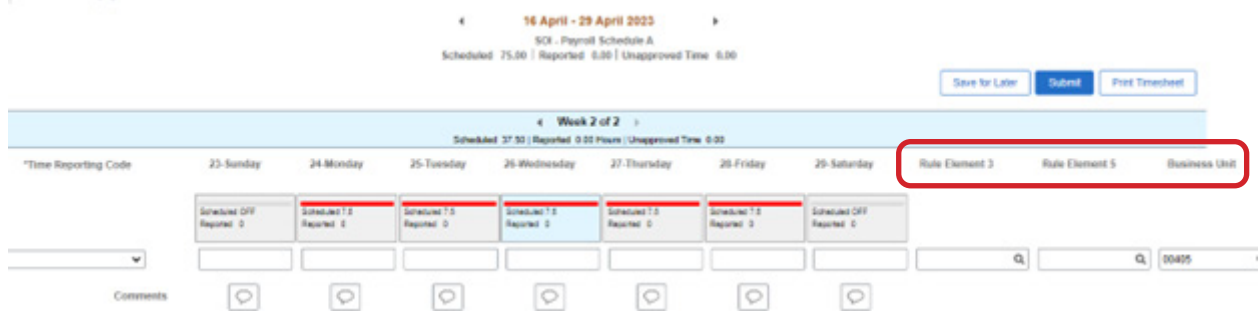 16 April - 29 April 2023
SOI - Payroll Schedule A
Scheduled 75.00 | Reported 0.00 | Unapproved Time 0.00
Save for Later Submit Print Timesheet
Week 2 of 2
Scheduled 37.50 | Reported 0.00 Hours | Unapproved Time 0.00
*Time Reporting Code 23-Sunday 24-Monday 25-Tuesday 26-Wednesday 27-Thursday 28-Friday 29-Saturday Rule Element 3 Rule Element 5 Business Unit
Scheduled OFF Scheduled 7.5 Scheduled 7.5 Scheduled 7.5 Scheduled 7.5 Scheduled 7.5 Scheduled OFF
Reported 0 Reported 0 Reported 0 Reported 0 Reported 0 Reported 0 Reported 0
00405
Comments